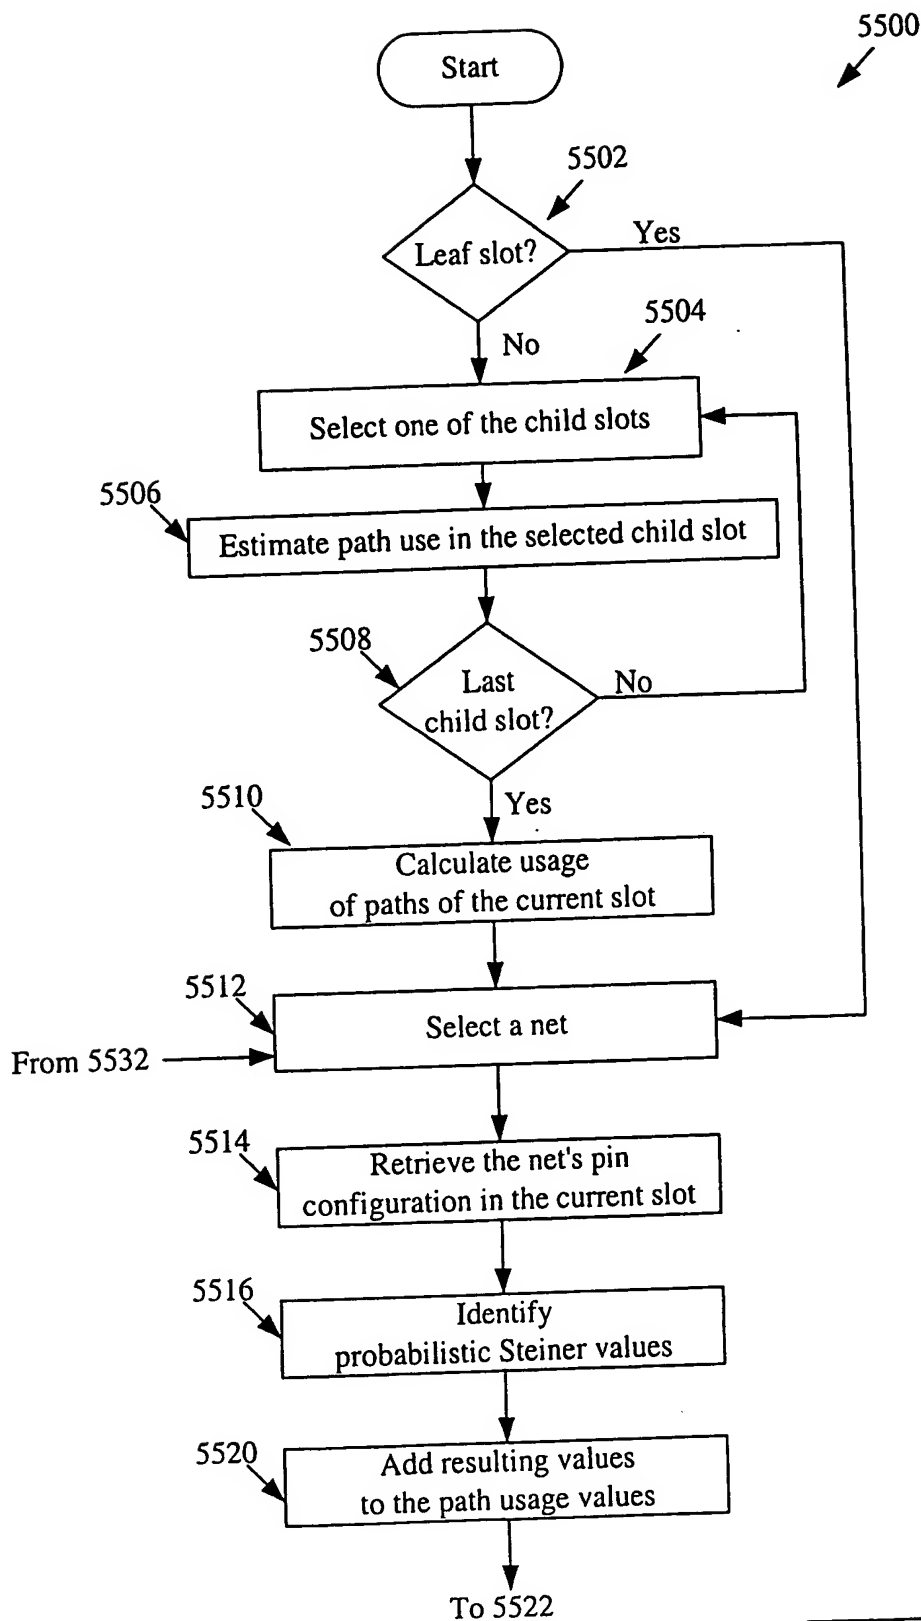 5500
Start
5502
Leaf slot?
Yes
No
5504
Select one of the child slots
5506
Estimate path use in the selected child slot
5508
Last
child slot?
No
Yes
5510
Calculate usage
of paths of the current slot
5512
Select a net
From 5532
5514
Retrieve the net's pin
configuration in the current slot
5516
Identify
probabilistic Steiner values
5520
Add resulting values
to the path usage values
To 5522